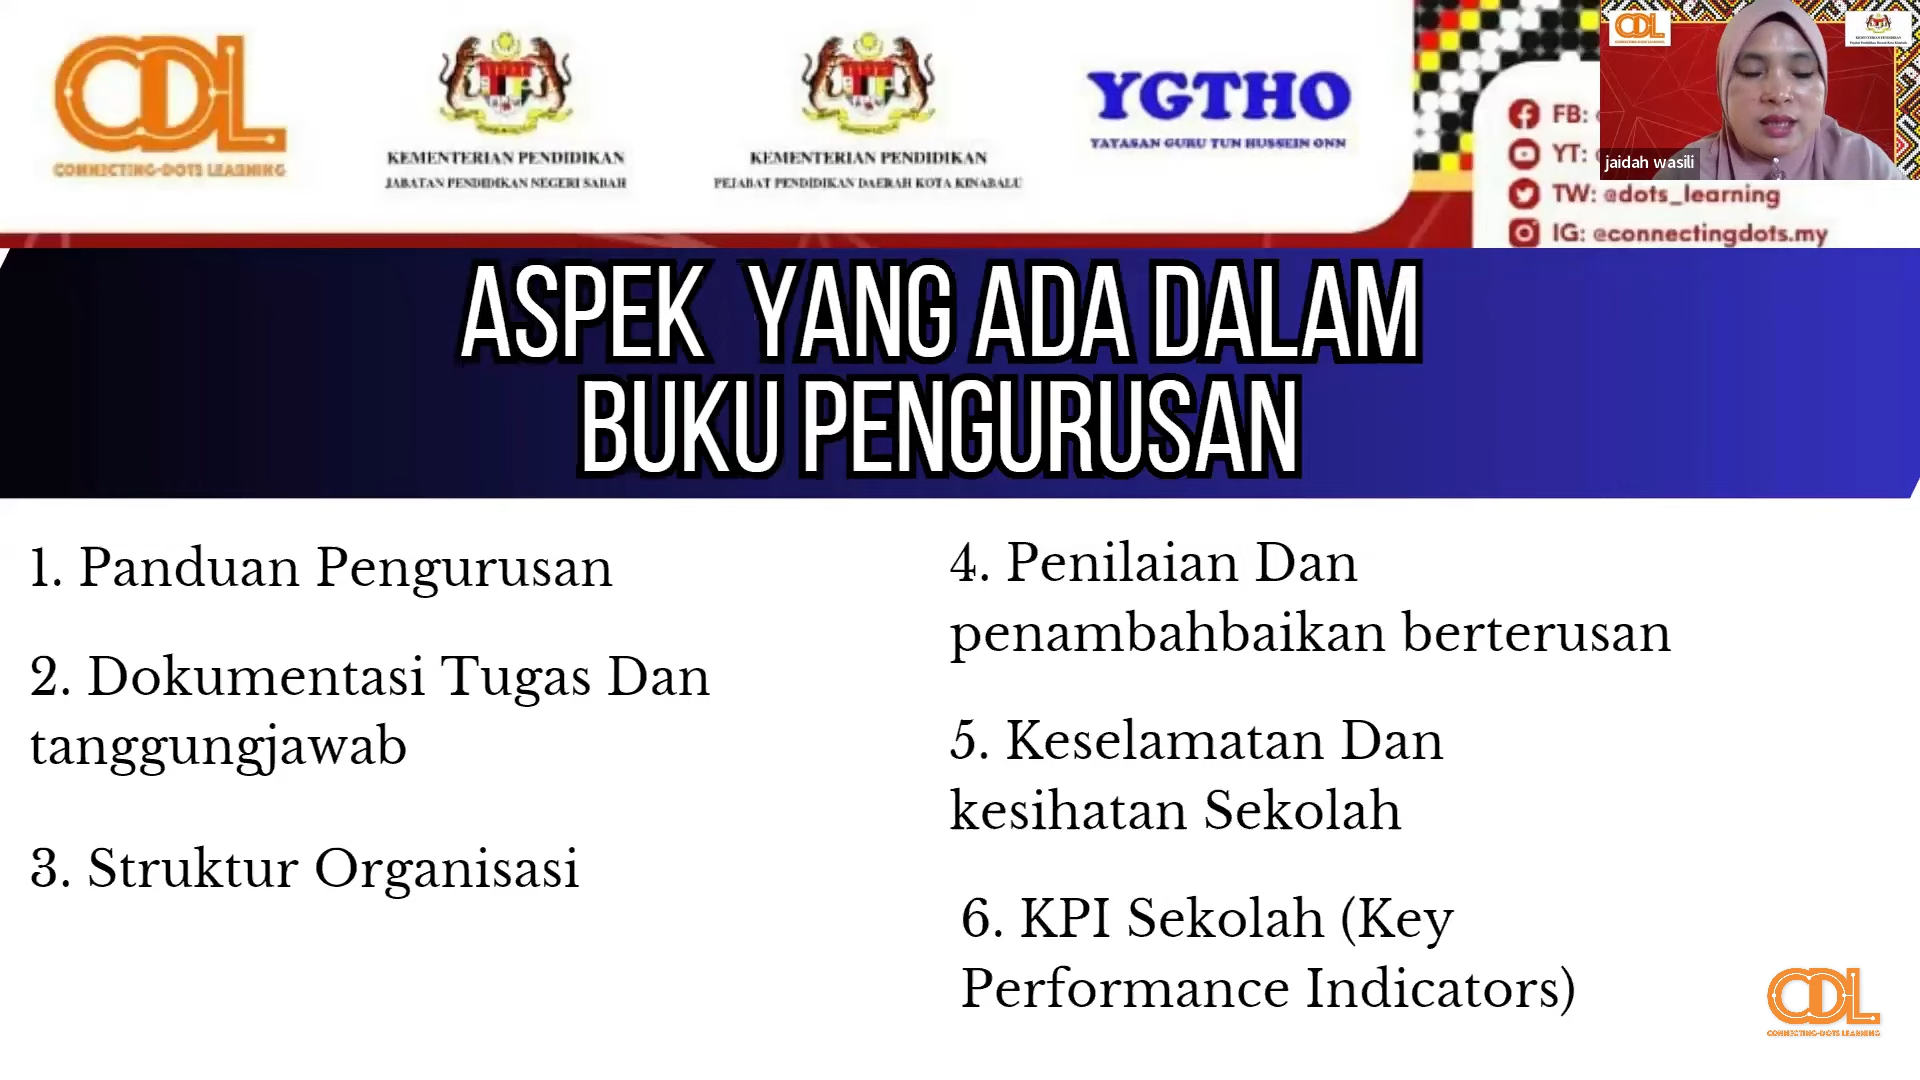 CDL
CONNECTING-DOTS LEARNING
KEMENTERIAN PENDIDIKAN
JABATAN PENDIDIKAN NEGERI SABAH
KEMENTERIAN PENDIDIKAN
PEJABAT PENDIDIKAN DAERAH KOTA KINABALU
YGTHO
YAYASAN GURU TUN HUSSEIN ONN
FB:
YT:
TW: @dots_learning
IG: @connectingdots.my
CDL
jaidah wasili
ASPEK YANG ADA DALAM
BUKU PENGURUSAN
1. Panduan Pengurusan
2. Dokumentasi Tugas Dan
tanggungjawab
3. Struktur Organisasi
4. Penilaian Dan
penambahbaikan berterusan
5. Keselamatan Dan
kesihatan Sekolah
6. KPI Sekolah (Key
Performance Indicators)
CDL
CONNECTING-DOTS LEARNING